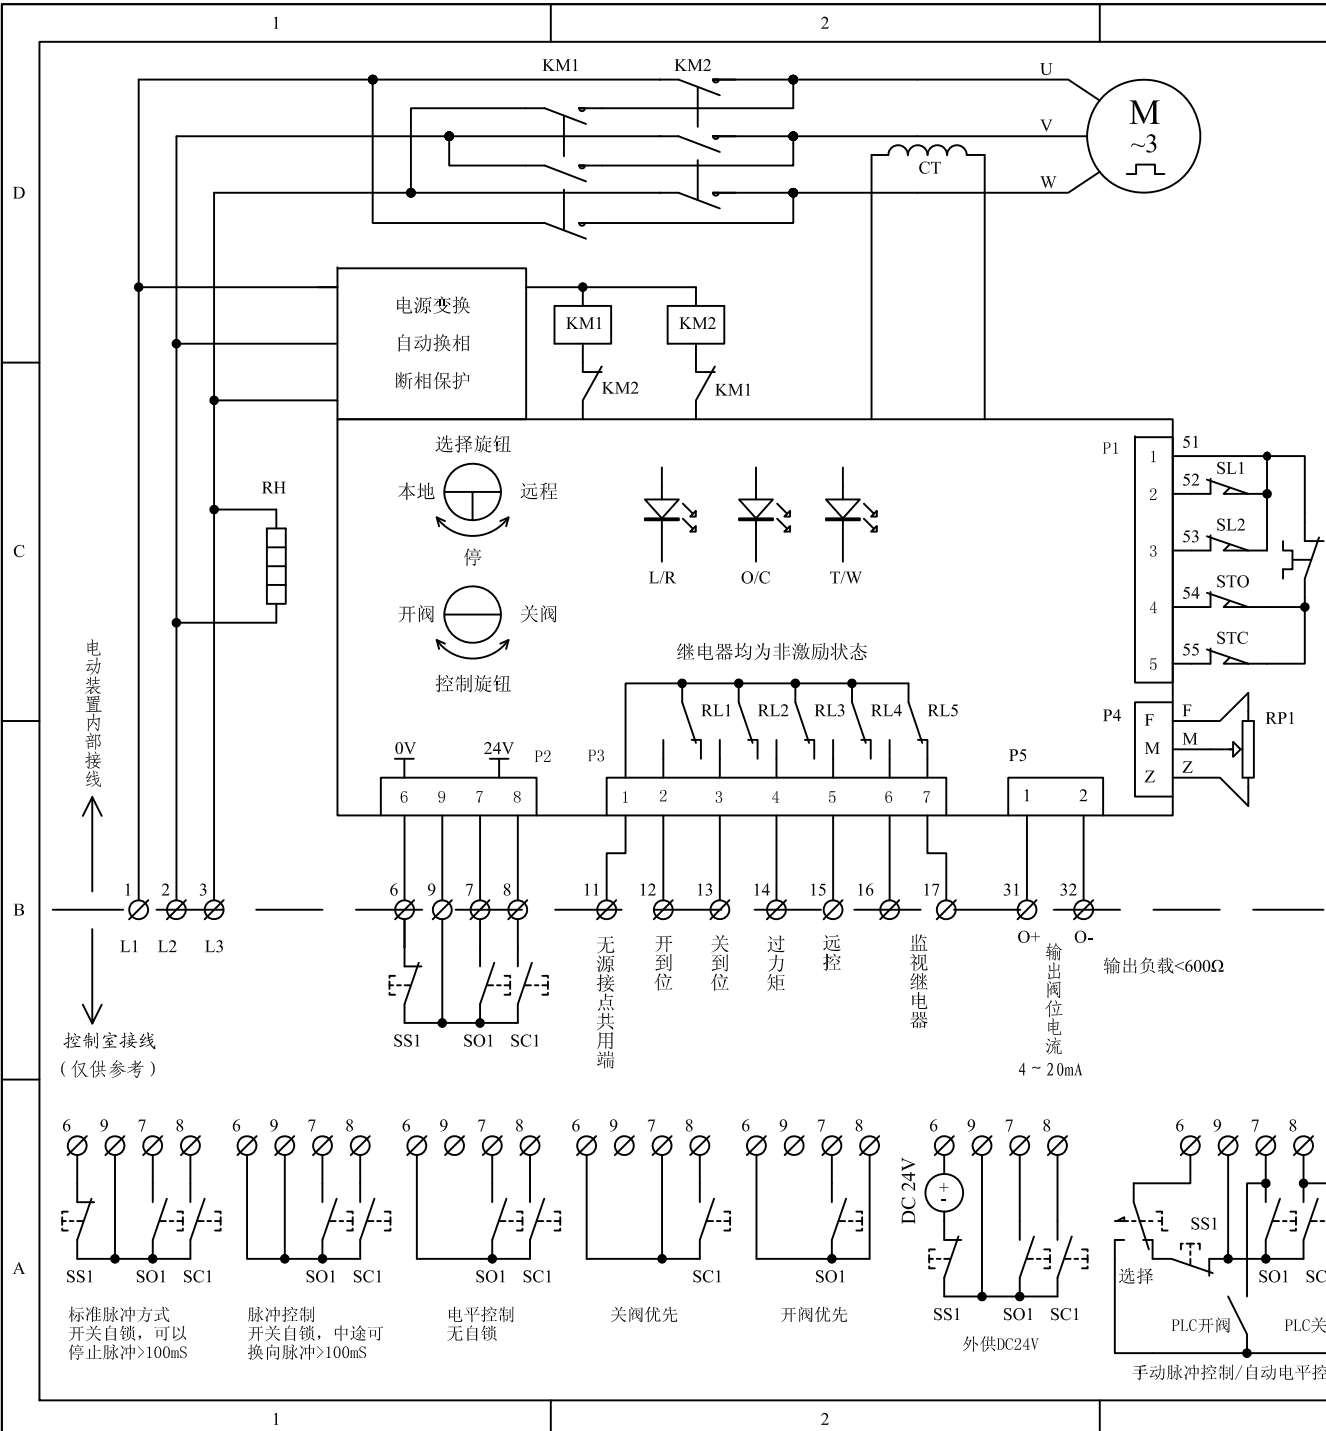 1
2
KM1
KM2
U
M
~3
V
CT
W
D
电源变换
自动换相
断相保护
KM1
KM2
KM2
KM1
选择旋钮
本地
远程
停
开阀
关阀
控制旋钮
RH
L/R
O/C
T/W
继电器均为非激励状态
P1
1
2
3
4
5
51
52
SL1
53
SL2
54
STO
55
STC
C
电动装置内部接线
RL1
RL2
RL3
RL4
RL5
P4
F
M
Z
F
M
Z
RP1
0V
24V
P2
6
9
7
8
P3
1
2
3
4
5
6
7
P5
1
2
B
1
2
3
6
9
7
8
11
12
13
14
15
16
17
31
32
L1
L2
L3
SS1
SO1
SC1
无源接点共用端
开到位
关到位
过力矩
远控
监视继电器
O+
O-
输出阀位电流
4～20mA
输出负载<600Ω
控制室接线
(仅供参考)
A
6
9
7
8
SS1
SO1
SC1
标准脉冲方式
开关自锁，可以
停止脉冲>100mS
6
9
7
8
SO1
SC1
脉冲控制
开关自锁，中途可
换向脉冲>100mS
6
9
7
8
SO1
SC1
电平控制
无自锁
6
9
7
8
SC1
关阀优先
6
9
7
8
SO1
开阀优先
6
9
7
8
DC 24V
+
-
SS1
SO1
SC1
外供DC24V
6
9
7
8
SS1
选择
SO1
SC
PLC开阀
PLC关
手动脉冲控制/自动电平控
1
2